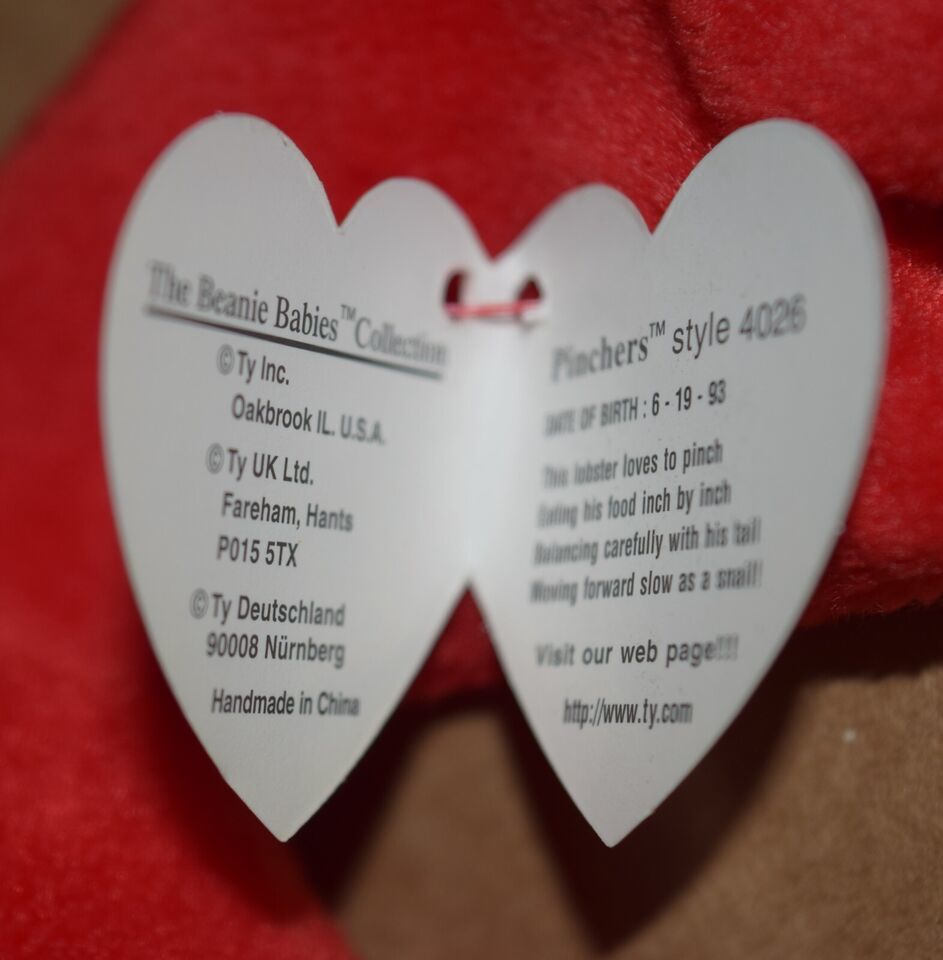 The Beanie Babies™Collection
©Ty Inc.
Oakbrook IL. U.S.A.
©Ty UK Ltd.
Fareham, Hants
P015 5TX
©Ty Deutschland
90008 Nürnberg
Handmade in China
Pinchers™ style 4026
DATE OF BIRTH : 6 - 19 - 93
This lobster loves to pinch
Eating his food inch by inch
Balancing carefully with his tail
Moving forward slow as a snail!
Visit our web page!!!
http://www.ty.com